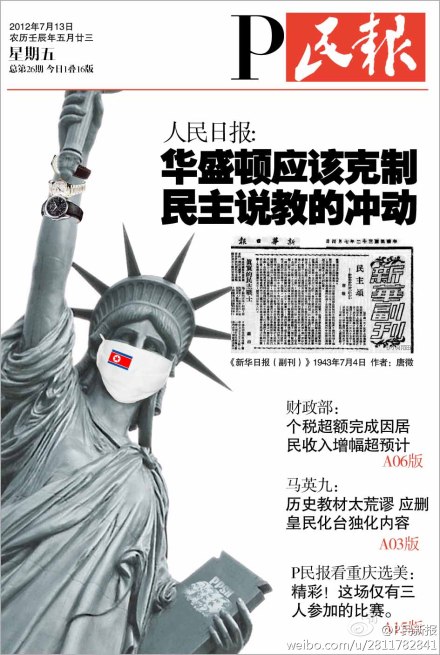 2012年7月13日
农历壬辰年五月廿三
星期五
总第26期 今日1叠16版
P民報
人民日报:
华盛顿应该克制
民主说教的冲动
民主頌
新華副刊
《新华日报（副刊）》1943年7月4日 作者：唐徵
财政部：
个税超额完成因居
民收入增幅超预计
A06版
马英九：
历史教材太荒谬 应删
皇民化台独化内容
A03版
P民报看重庆选美：
精彩！这场仅有三
人参加的比赛。
weibo.com/u/2811782841